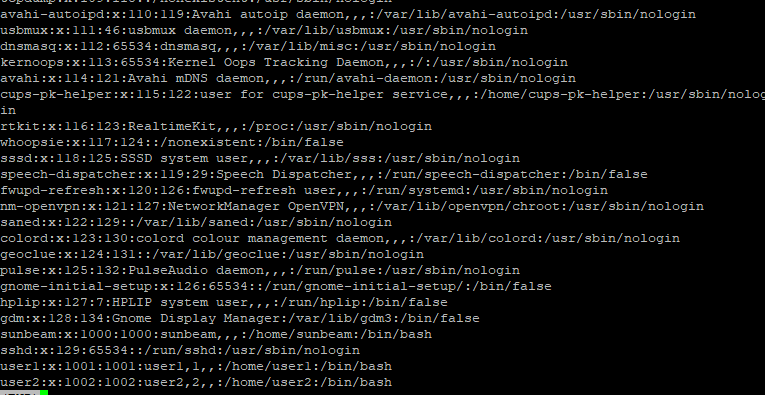 avahi-autoipd:x:110:119:Avahi autoip daemon,,,:/var/lib/avahi-autoipd:/usr/sbin/nologin
usbmux:x:111:46:usbmux daemon,,,:/var/lib/usbmux:/usr/sbin/nologin
dnsmasq:x:112:65534:dnsmasq,,,:/var/lib/misc:/usr/sbin/nologin
kernoops:x:113:65534:Kernel Oops Tracking Daemon,,,:/:/usr/sbin/nologin
avahi:x:114:121:Avahi mDNS daemon,,,:/run/avahi-daemon:/usr/sbin/nologin
cups-pk-helper:x:115:122:user for cups-pk-helper service,,,:/home/cups-pk-helper:/usr/sbin/nolog
in
rtkit:x:116:123:RealtimeKit,,,:/proc:/usr/sbin/nologin
whoopsie:x:117:124::/nonexistent:/bin/false
sssd:x:118:125:SSSD system user,,,:/var/lib/sss:/usr/sbin/nologin
speech-dispatcher:x:119:29:Speech Dispatcher,,,:/run/speech-dispatcher:/bin/false
fwupd-refresh:x:120:126:fwupd-refresh user,,,:/run/systemd:/usr/sbin/nologin
nm-openvpn:x:121:127:NetworkManager OpenVPN,,,:/var/lib/openvpn/chroot:/usr/sbin/nologin
saned:x:122:129::/var/lib/saned:/usr/sbin/nologin
colord:x:123:130:colord colour management daemon,,,:/var/lib/colord:/usr/sbin/nologin
geoclue:x:124:131::/var/lib/geoclue:/usr/sbin/nologin
pulse:x:125:132:PulseAudio daemon,,,:/run/pulse:/usr/sbin/nologin
gnome-initial-setup:x:126:65534::/run/gnome-initial-setup/:/bin/false
hplip:x:127:7:HPLIP system user,,,:/run/hplip:/bin/false
gdm:x:128:134:Gnome Display Manager:/var/lib/gdm3:/bin/false
sunbeam:x:1000:1000:sunbeam,,,:/home/sunbeam:/bin/bash
sshd:x:129:65534::/run/sshd:/usr/sbin/nologin
user1:x:1001:1001:user1,1,,:/home/user1:/bin/bash
user2:x:1002:1002:user2,2,,:/home/user2:/bin/bash